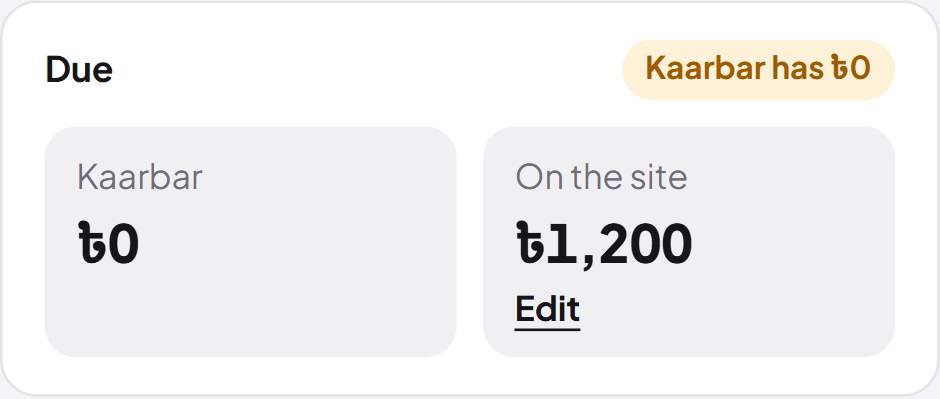 Due
Kaarbar has ৳0
Kaarbar
৳0
On the site
৳1,200
Edit